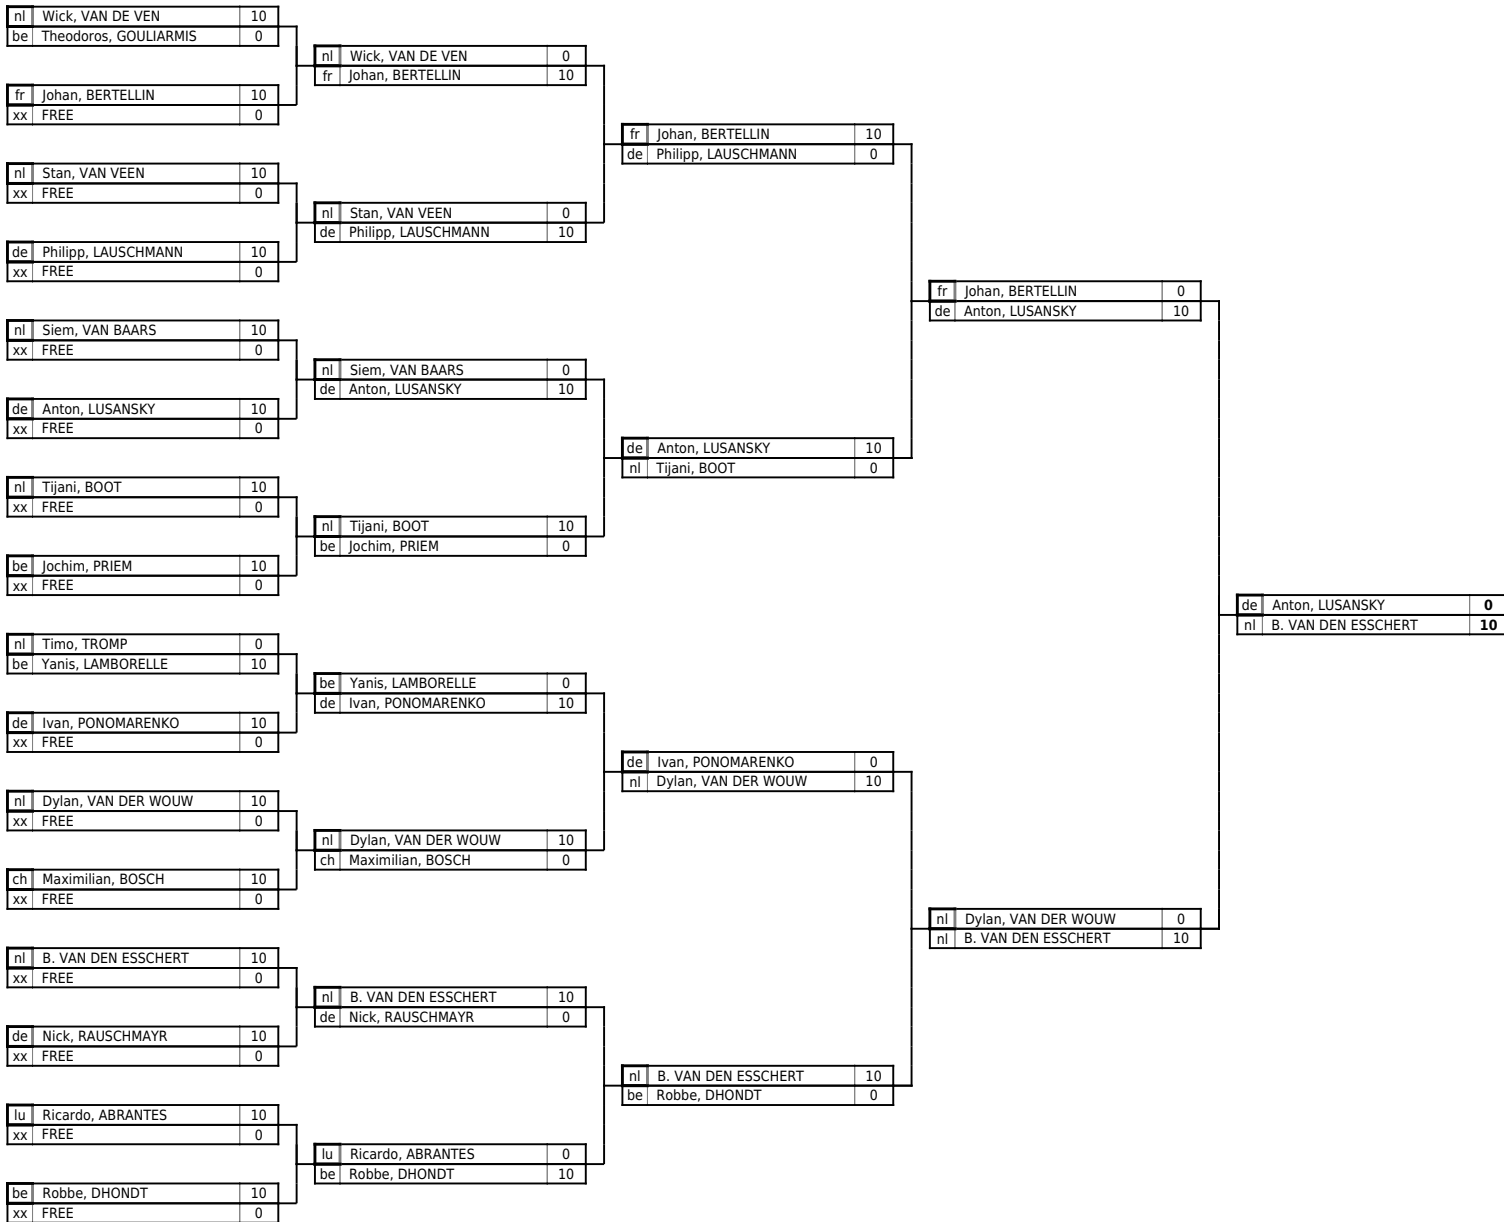 nl Wick, VAN DE VEN 10
be Theodoros, GOULIARMIS 0
fr Johan, BERTELLIN 10
xx FREE 0
nl Stan, VAN VEEN 10
xx FREE 0
de Philipp, LAUSCHMANN 10
xx FREE 0
nl Siem, VAN BAARS 10
xx FREE 0
de Anton, LUSANSKY 10
xx FREE 0
nl Tijani, BOOT 10
xx FREE 0
be Jochim, PRIEM 10
xx FREE 0
nl Timo, TROMP 0
be Yanis, LAMBORELLE 10
de Ivan, PONOMARENKO 10
xx FREE 0
nl Dylan, VAN DER WOUW 10
xx FREE 0
ch Maximilian, BOSCH 10
xx FREE 0
nl B. VAN DEN ESSCHERT 10
xx FREE 0
de Nick, RAUSCHMAYR 10
xx FREE 0
lu Ricardo, ABRANTES 10
xx FREE 0
be Robbe, DHONDT 10
xx FREE 0
nl Wick, VAN DE VEN 0
fr Johan, BERTELLIN 10
nl Stan, VAN VEEN 0
de Philipp, LAUSCHMANN 10
nl Siem, VAN BAARS 0
de Anton, LUSANSKY 10
nl Tijani, BOOT 10
be Jochim, PRIEM 0
be Yanis, LAMBORELLE 0
de Ivan, PONOMARENKO 10
nl Dylan, VAN DER WOUW 10
ch Maximilian, BOSCH 0
nl B. VAN DEN ESSCHERT 10
de Nick, RAUSCHMAYR 0
lu Ricardo, ABRANTES 0
be Robbe, DHONDT 10
fr Johan, BERTELLIN 10
de Philipp, LAUSCHMANN 0
de Anton, LUSANSKY 10
nl Tijani, BOOT 0
de Ivan, PONOMARENKO 0
nl Dylan, VAN DER WOUW 10
nl B. VAN DEN ESSCHERT 10
be Robbe, DHONDT 0
fr Johan, BERTELLIN 0
de Anton, LUSANSKY 10
nl Dylan, VAN DER WOUW 0
nl B. VAN DEN ESSCHERT 10
de Anton, LUSANSKY 0
nl B. VAN DEN ESSCHERT 10